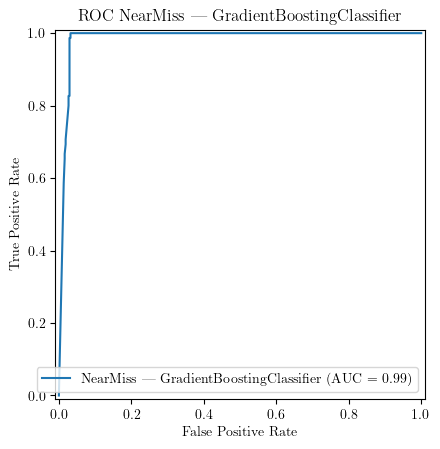 ROC NearMiss — GradientBoostingClassifier
1.0
0.8
0.6
0.4
0.2
0.0
True Positive Rate
NearMiss — GradientBoostingClassifier (AUC = 0.99)
0.0 0.2 0.4 0.6 0.8 1.0
False Positive Rate